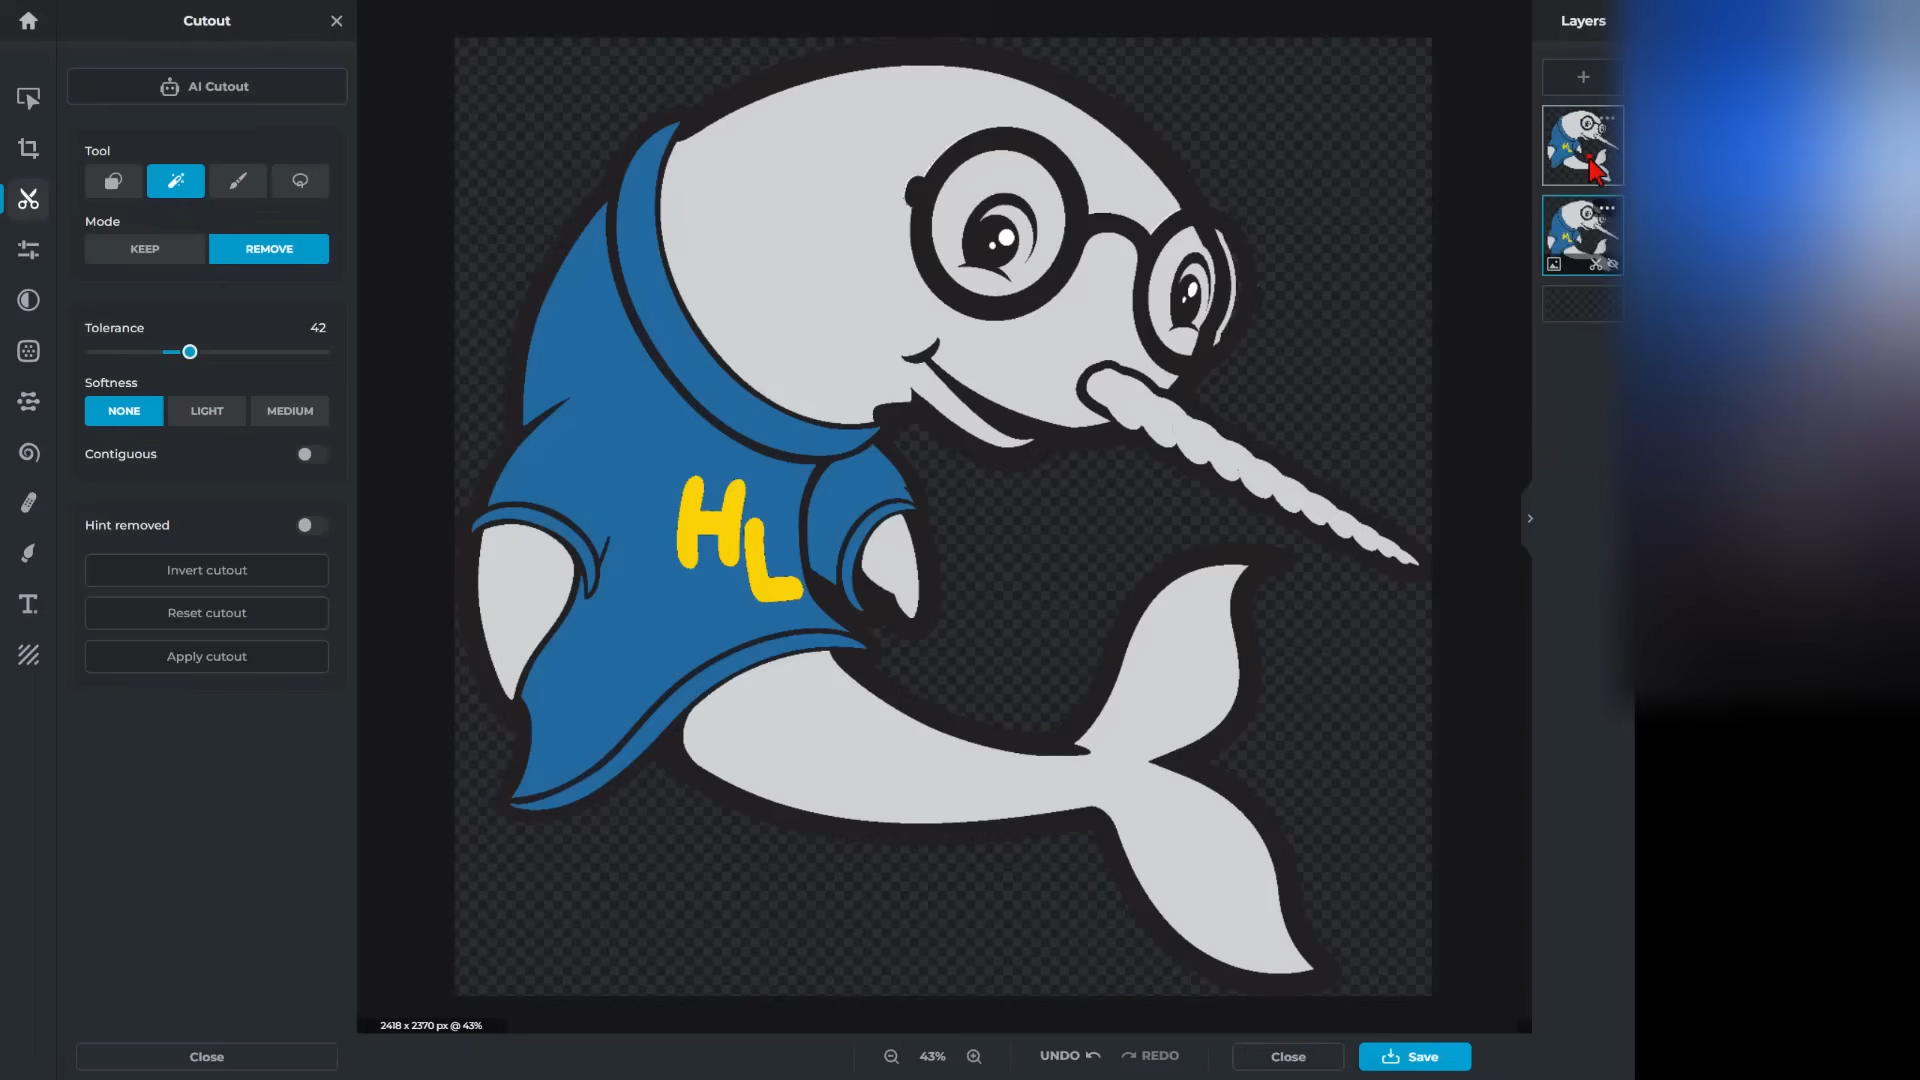 Cutout
Layers
AI Cutout
Tool
Mode
KEEP
REMOVE
Tolerance
42
Softness
NONE
LIGHT
MEDIUM
Contiguous
HL
Hint removed
Invert cutout
Reset cutout
Apply cutout
2418 x 2370 px @ 43%
Close
43%
UNDO
REDO
Close
Save